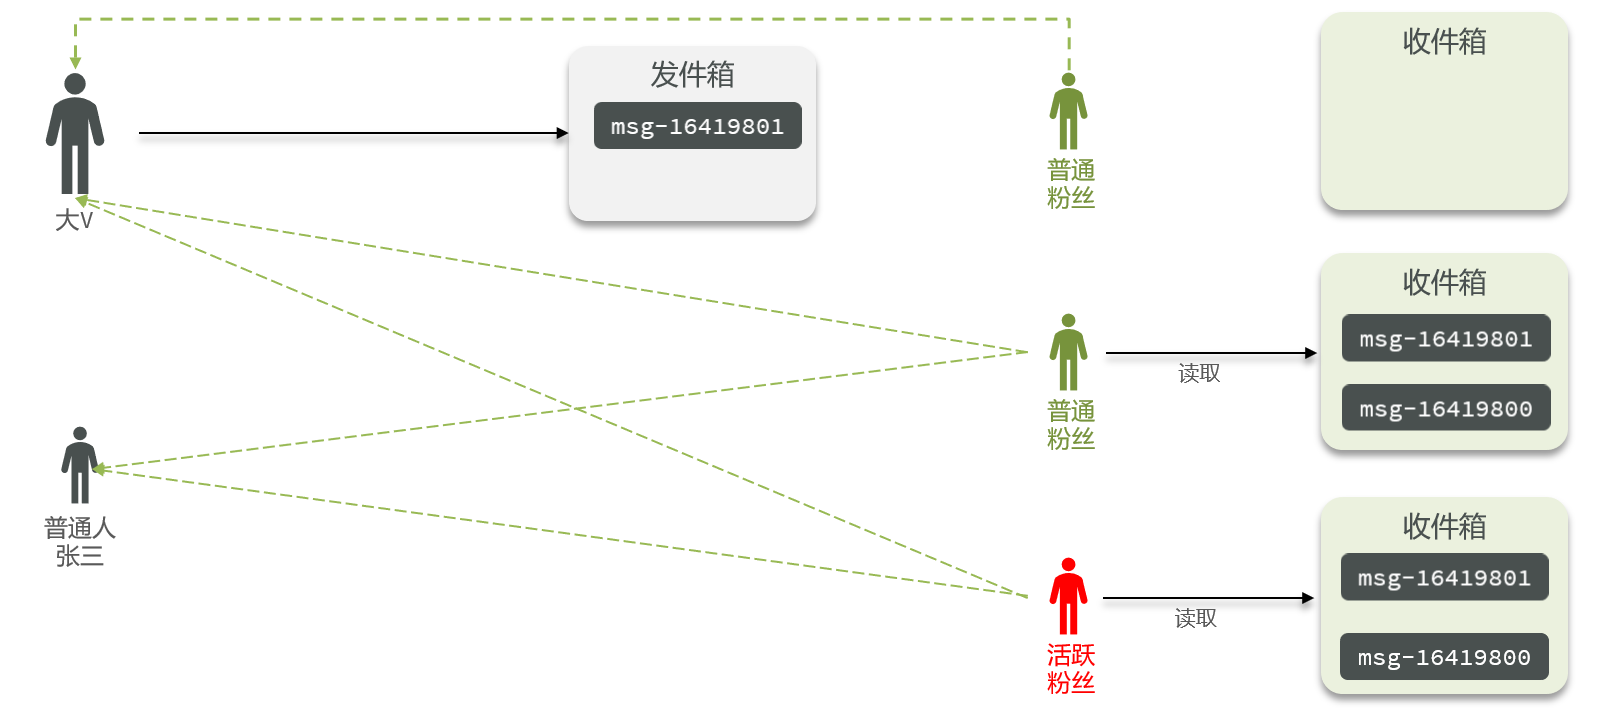 收件箱
发件箱
msg-16419801
普通
粉丝
大V
收件箱
msg-16419801
读取
msg-16419800
普通
粉丝
普通人
张三
收件箱
msg-16419801
读取
活跃
粉丝
msg-16419800